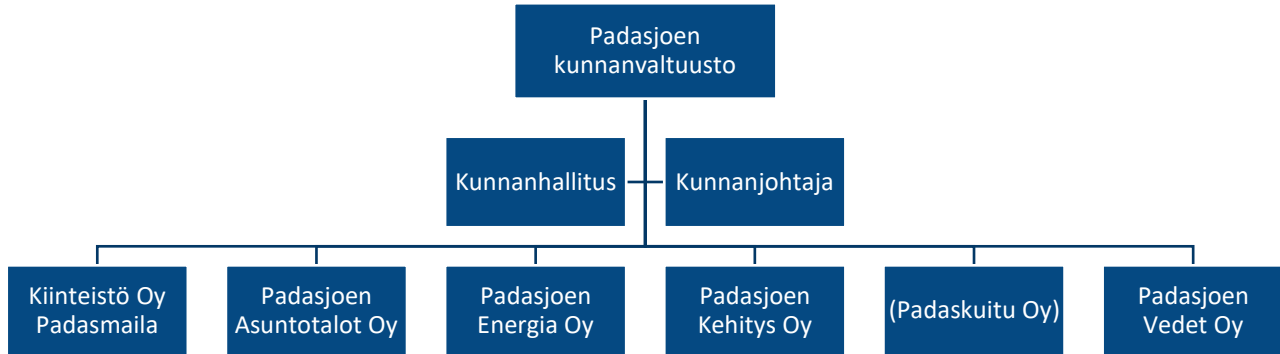 Padasjoen
kunnanvaltuusto
Kunnanhallitus
Kunnanjohtaja
Kiinteistö Oy
Padasmaila
Padasjoen
Asuntotalot Oy
Padasjoen
Energia Oy
Padasjoen
Kehitys Oy
(Padaskuitu Oy)
Padasjoen
Vedet Oy